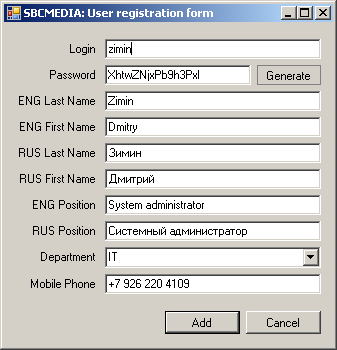 SBCMEDIA: User registration form
Login zimin
Password XhtwZNjxPb9h3PxI Generate
ENG Last Name Zimin
ENG First Name Dmitry
RUS Last Name Зимин
RUS First Name Дмитрий
ENG Position System administrator
RUS Position Системный администратор
Department IT
Mobile Phone +7 926 220 4109
Add Cancel